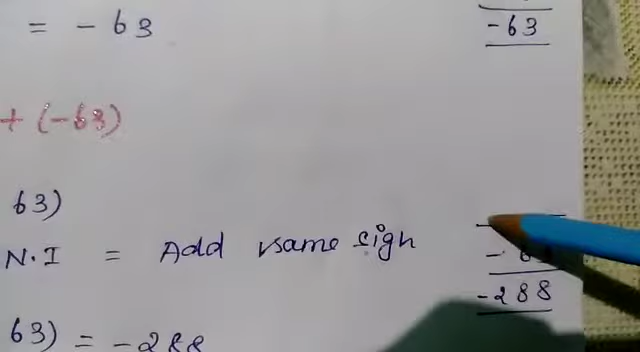 = - 63
-63
+ (-63)
63)
N.I = Add same sign
-288
63) = -288